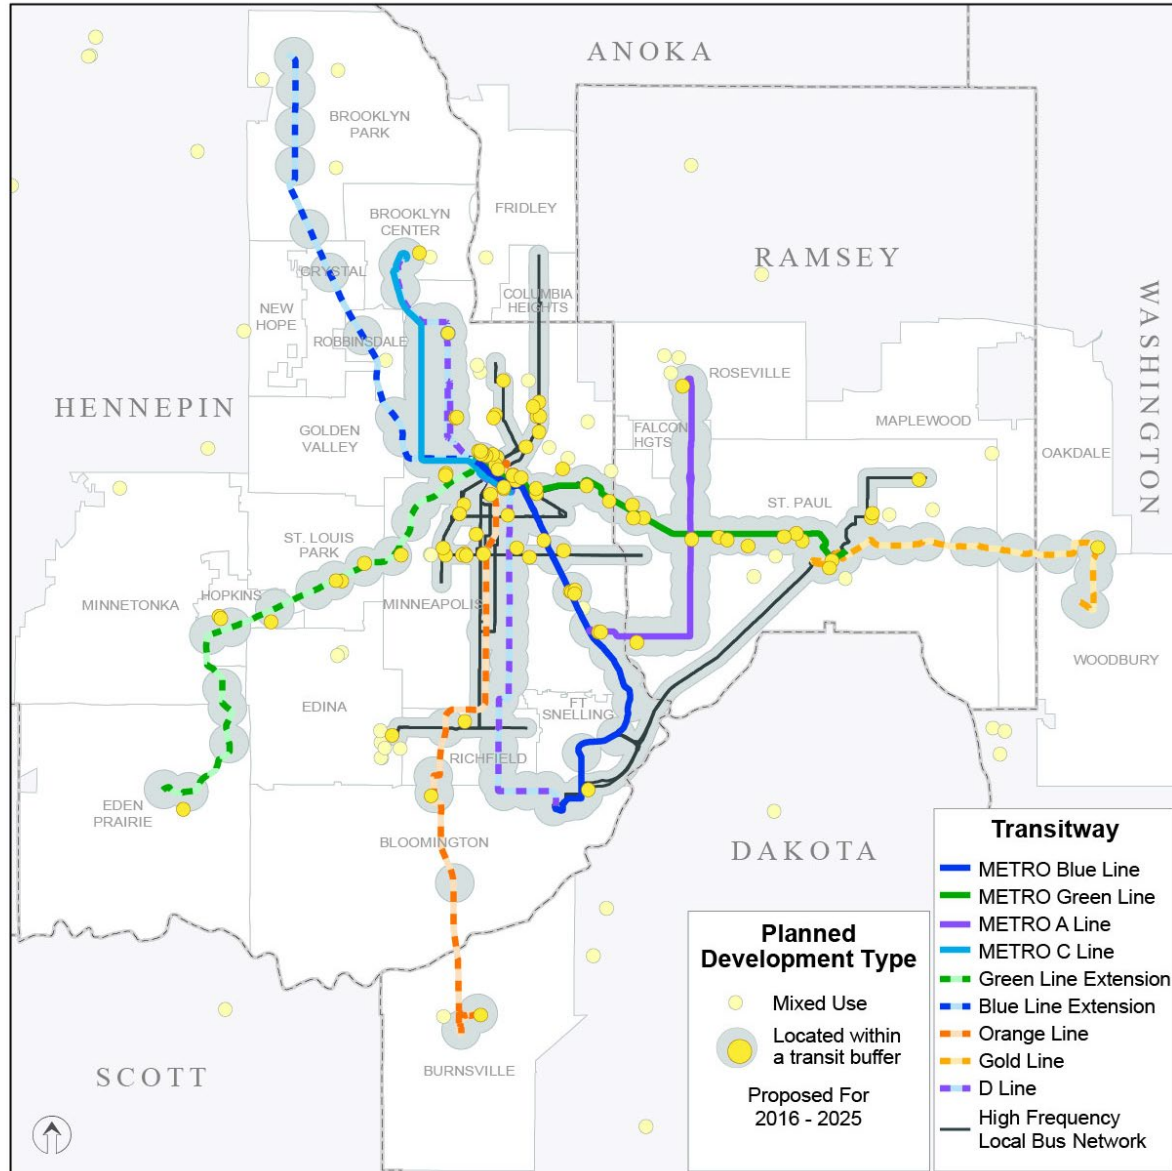 ANOKA
BROOKLYN
PARK
BROOKLYN
CENTER
FRIDLEY
RAMSEY
CRYSTAL
COLUMBIA
HEIGHTS
NEW
HOPE
ROBBINSDALE
WASHINGTON
ROSEVILLE
HENNEPIN
MAPLEWOOD
GOLDEN
VALLEY
FALCON
HGTS
OAKDALE
ST. PAUL
ST. LOUIS
PARK
HOPKINS
MINNETONKA
MINNEAPOLIS
WOODBURY
EDINA
FT
SNELLING
RICHFIELD
EDEN
PRAIRIE
BLOOMINGTON
DAKOTA
SCOTT
BURNSVILLE
Planned
Development Type
Mixed Use
Located within
a transit buffer
Proposed For
2016 - 2025
Transitway
METRO Blue Line
METRO Green Line
METRO A Line
METRO C Line
Green Line Extension
Blue Line Extension
Orange Line
Gold Line
D Line
High Frequency
Local Bus Network